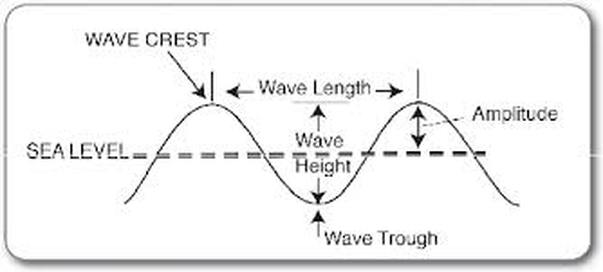 WAVE CREST
Wave Length
Amplitude
Wave
SEA LEVEL
Height
Wave Trough